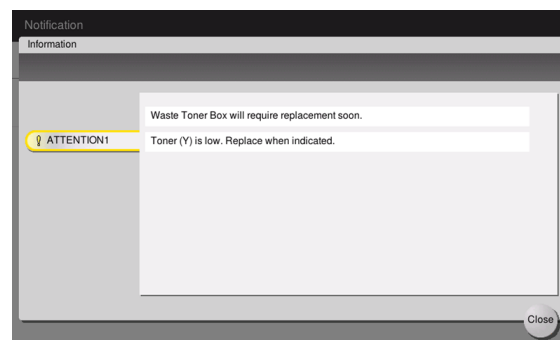 Notification
Information
Waste Toner Box will require replacement soon.
ATTENTION1
Toner (Y) is low. Replace when indicated.
Close